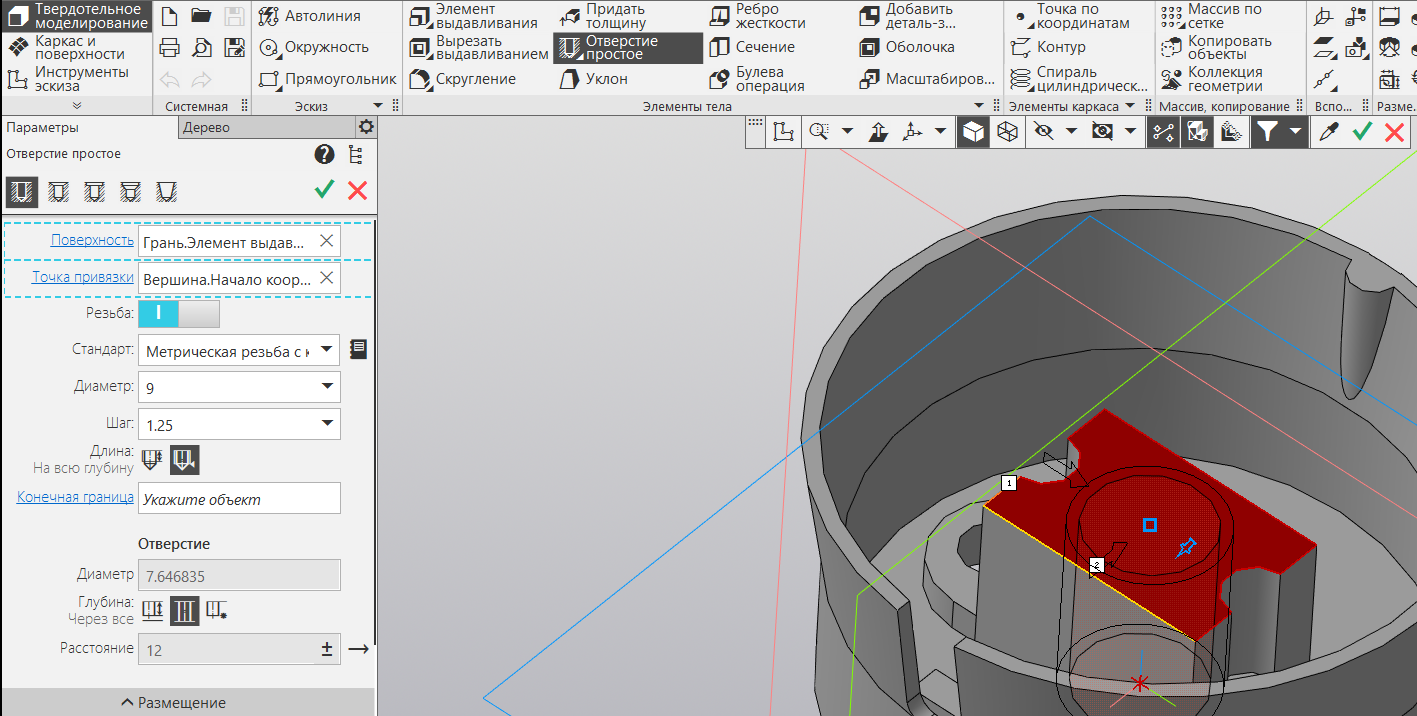 Твердотельное моделирование
Каркас и поверхности
Инструменты эскиза
Системная
Автолиния
Окружность
Прямоугольник
Эскиз
Элемент выдавливания
Вырезать выдавливанием
Скругление
Придать толщину
Отверстие простое
Уклон
Ребро жесткости
Сечение
Булева операция
Добавить деталь-з...
Оболочка
Масштабиров...
Элементы тела
Точка по координатам
Контур
Спираль цилиндрическ...
Элементы каркаса
Массив по сетке
Копировать объекты
Коллекция геометрии
Массив, копирование
Вспо...
Разме.
Параметры
Дерево
Отверстие простое
Поверхность
Грань.Элемент выдав...
Точка привязки
Вершина.Начало коор...
Резьба:
Стандарт:
Метрическая резьба с к
Диаметр:
9
Шаг:
1.25
Длина:
На всю глубину
Конечная граница
Укажите объект
Отверстие
Диаметр
7.646835
Глубина:
Через все
Расстояние
12
Размещение
1
2